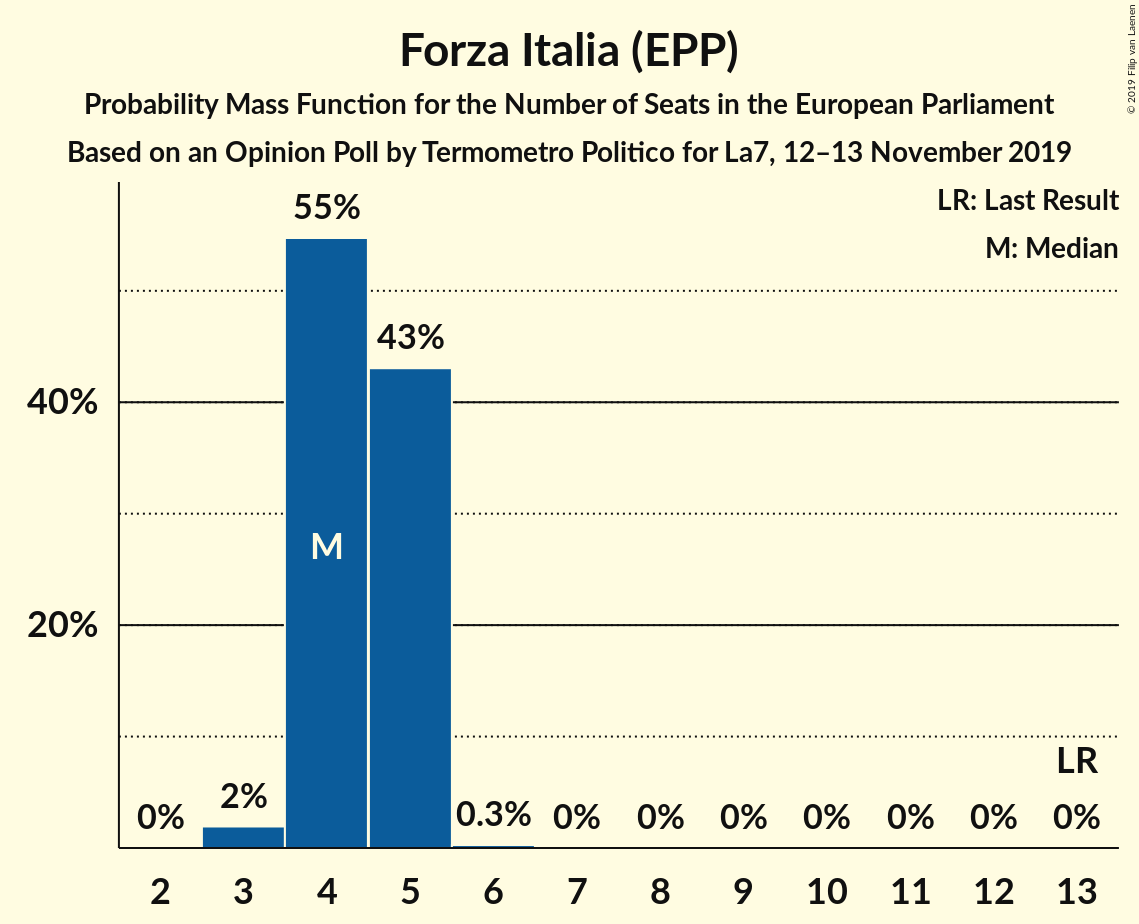 © 2019 Filip van Laenen
Forza Italia (EPP)
Probability Mass Function for the Number of Seats in the European Parliament
Based on an Opinion Poll by Termometro Politico for La7, 12–13 November 2019
LR: Last Result
M: Median
55%
43%
40%
M
20%
LR
0% 2% 0.3% 0% 0% 0% 0% 0% 0% 0%
2 3 4 5 6 7 8 9 10 11 12 13